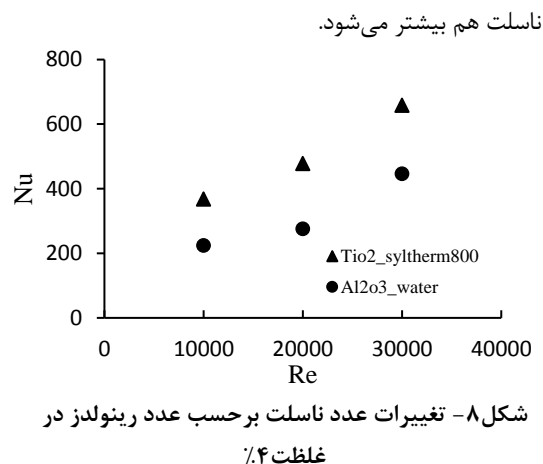 ناسلت هم بیشتر می‌شود.
800
600
400
200
0
Nu
Tio2_syltherm800
Al2o3_water
0 10000 20000 30000 40000
Re
شکل۸- تغییرات عدد ناسلت برحسب عدد رینولدز در
غلظت۴٪